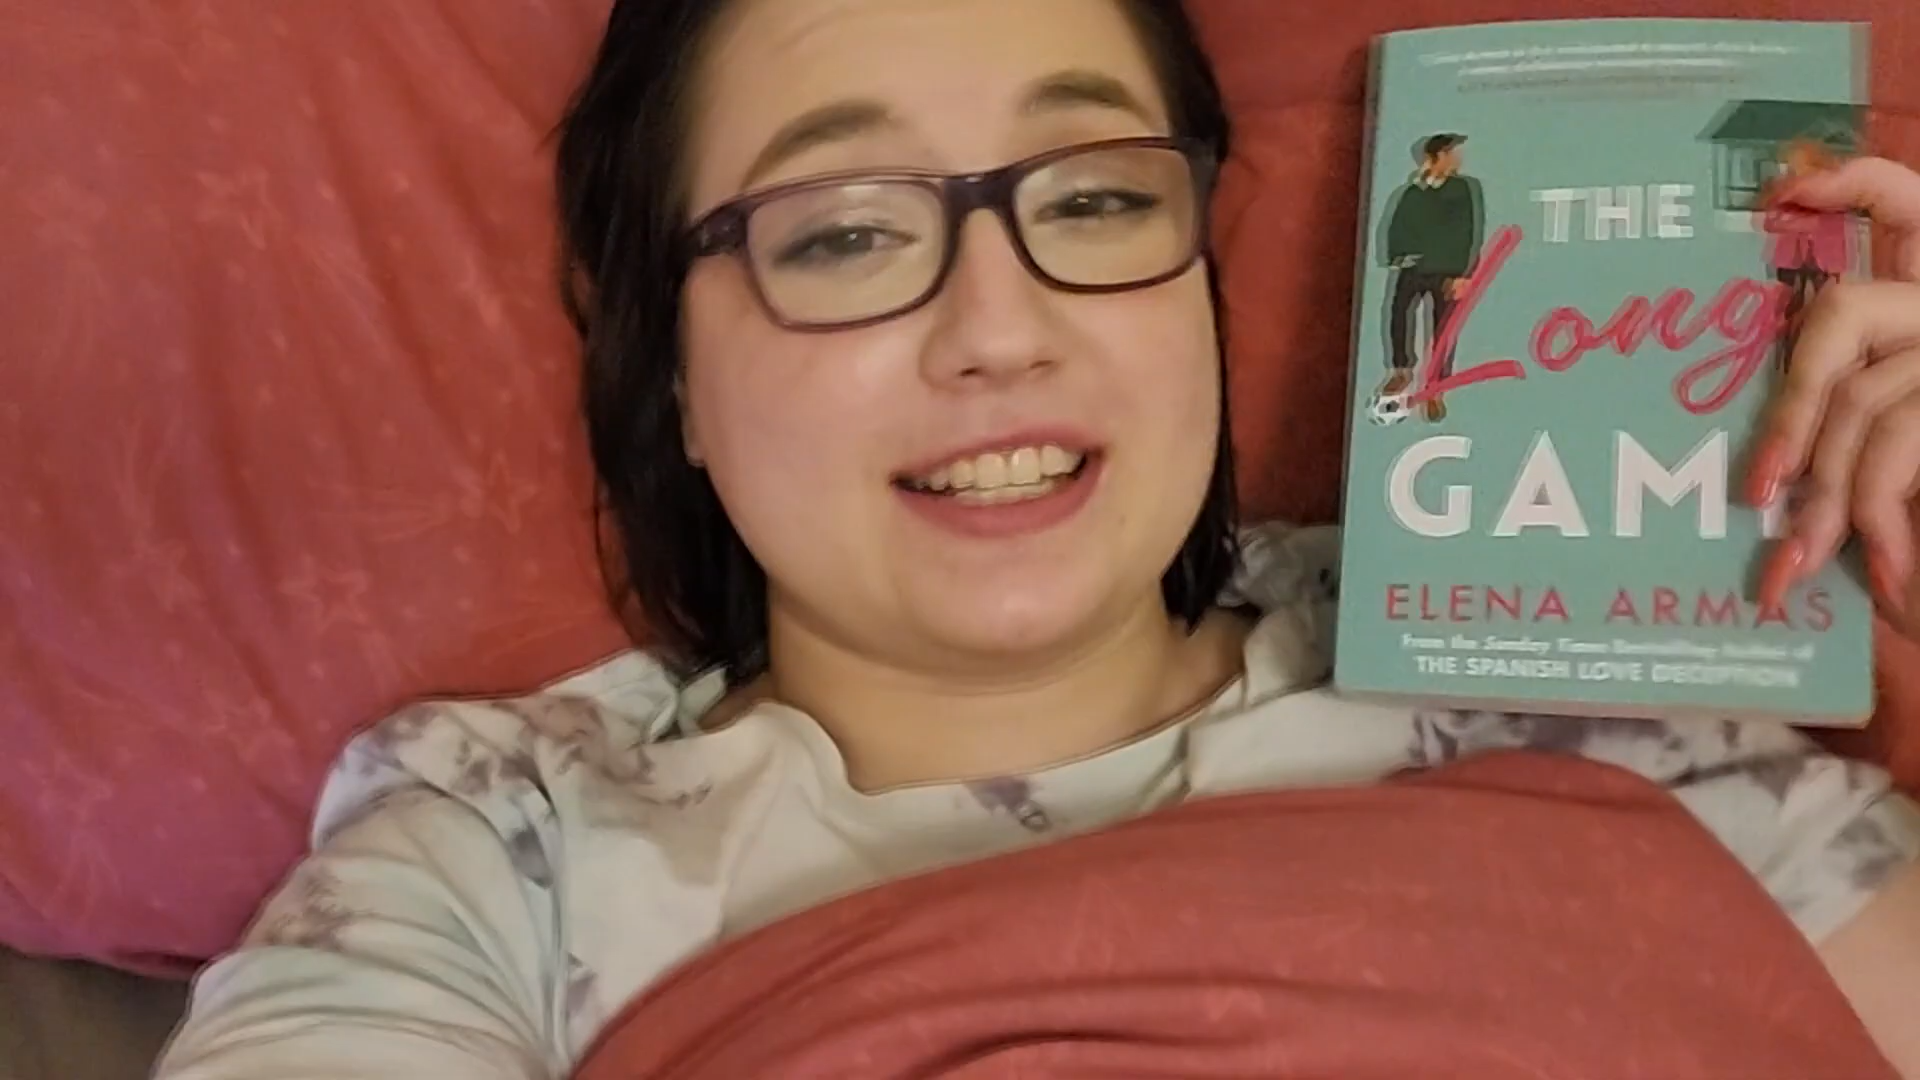 THE
Long
GAM
ELENA ARMAS
From the Sunday Times Bestselling Author of
THE SPANISH LOVE DECEPTION